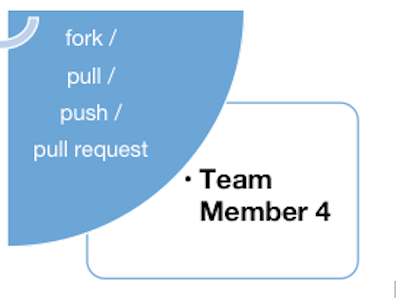 fork /
pull /
push /
pull request
• Team
Member 4